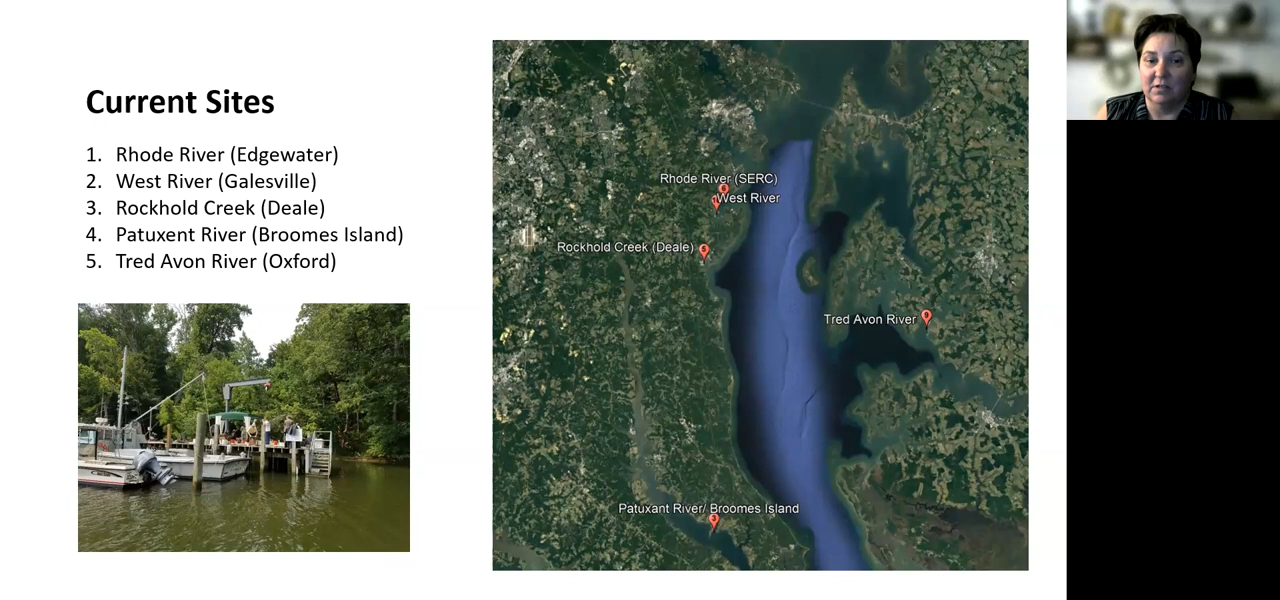 Current Sites
1. Rhode River (Edgewater)
2. West River (Galesville)
3. Rockhold Creek (Deale)
4. Patuxent River (Broomes Island)
5. Tred Avon River (Oxford)
Rhode River (SERC)
West River
Rockhold Creek (Deale)
Tred Avon River
9
Patuxant River/ Broomes Island